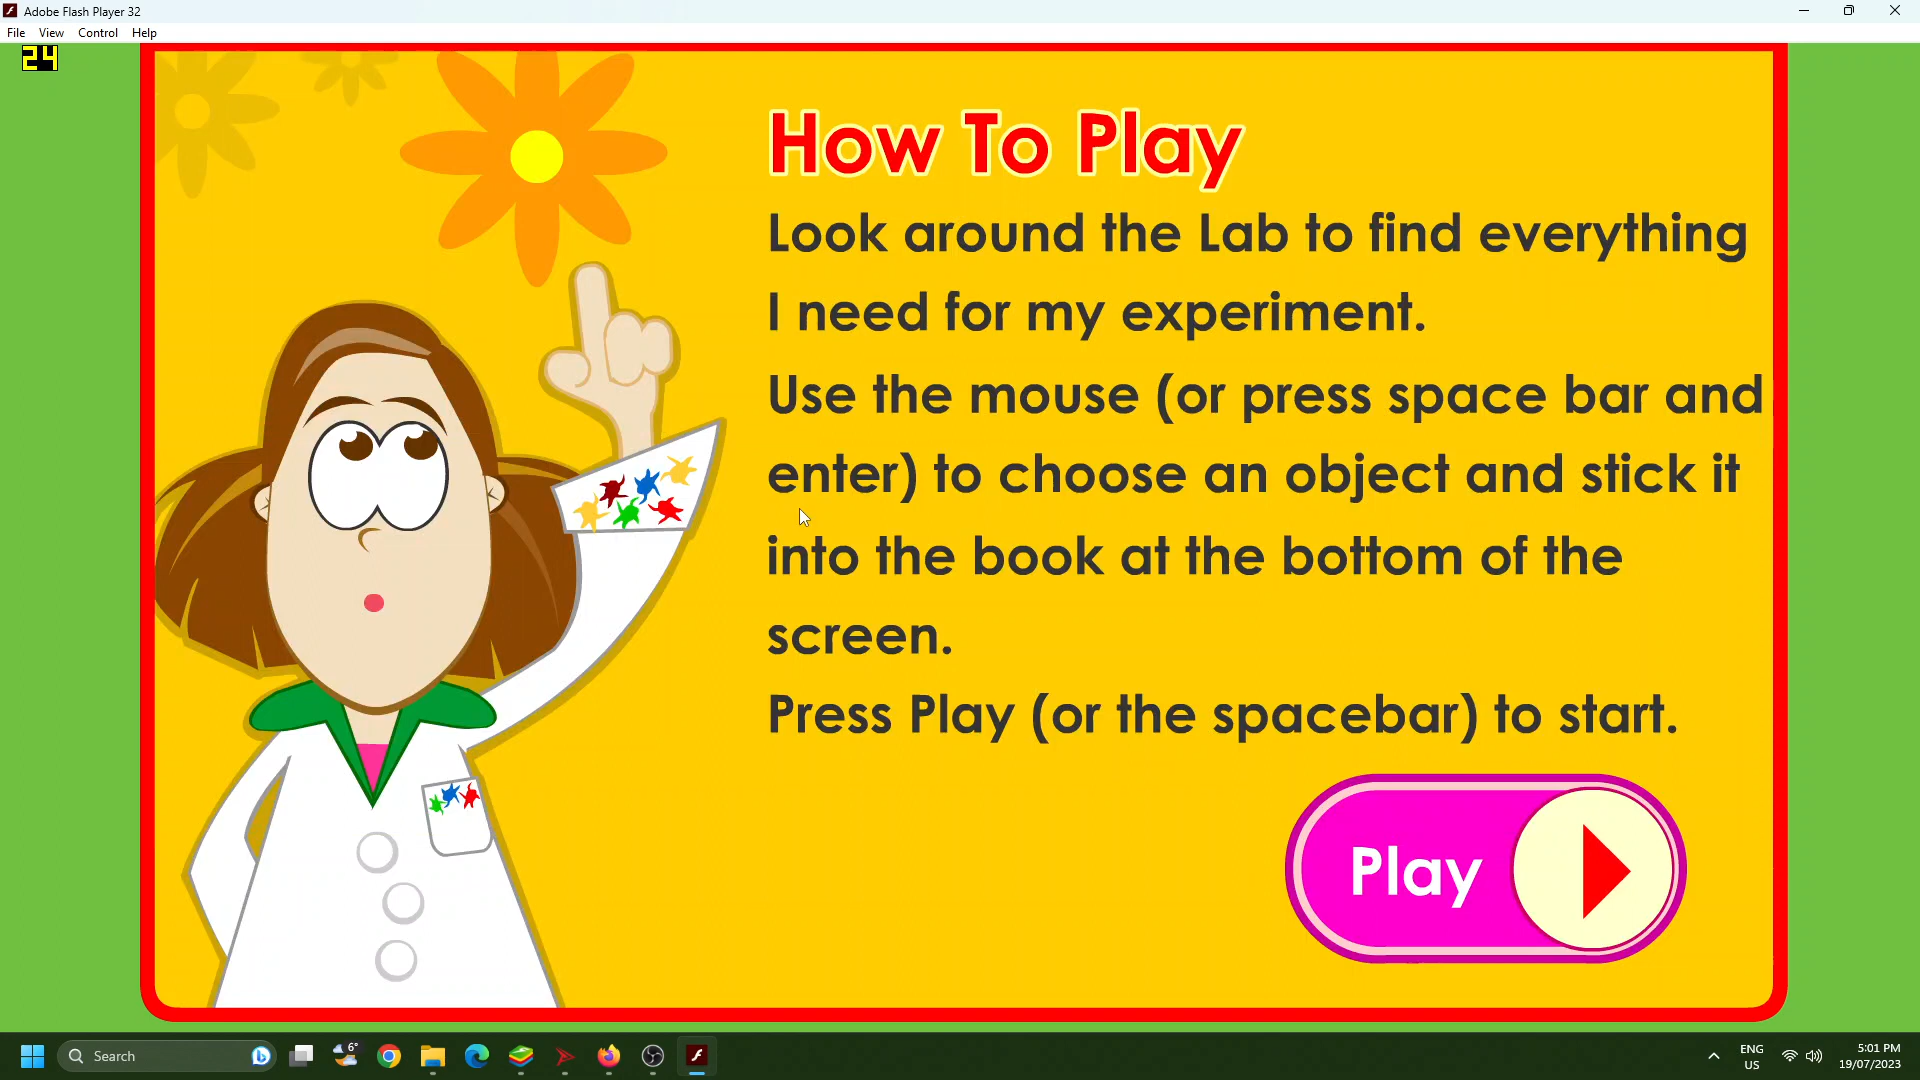 Adobe Flash Player 32
File View Control Help
24
How To Play
Look around the Lab to find everything
I need for my experiment.
Use the mouse (or press space bar and
enter) to choose an object and stick it
into the book at the bottom of the
screen.
Press Play (or the spacebar) to start.
Play
Search
6°
ENG
US
5:01 PM
19/07/2023